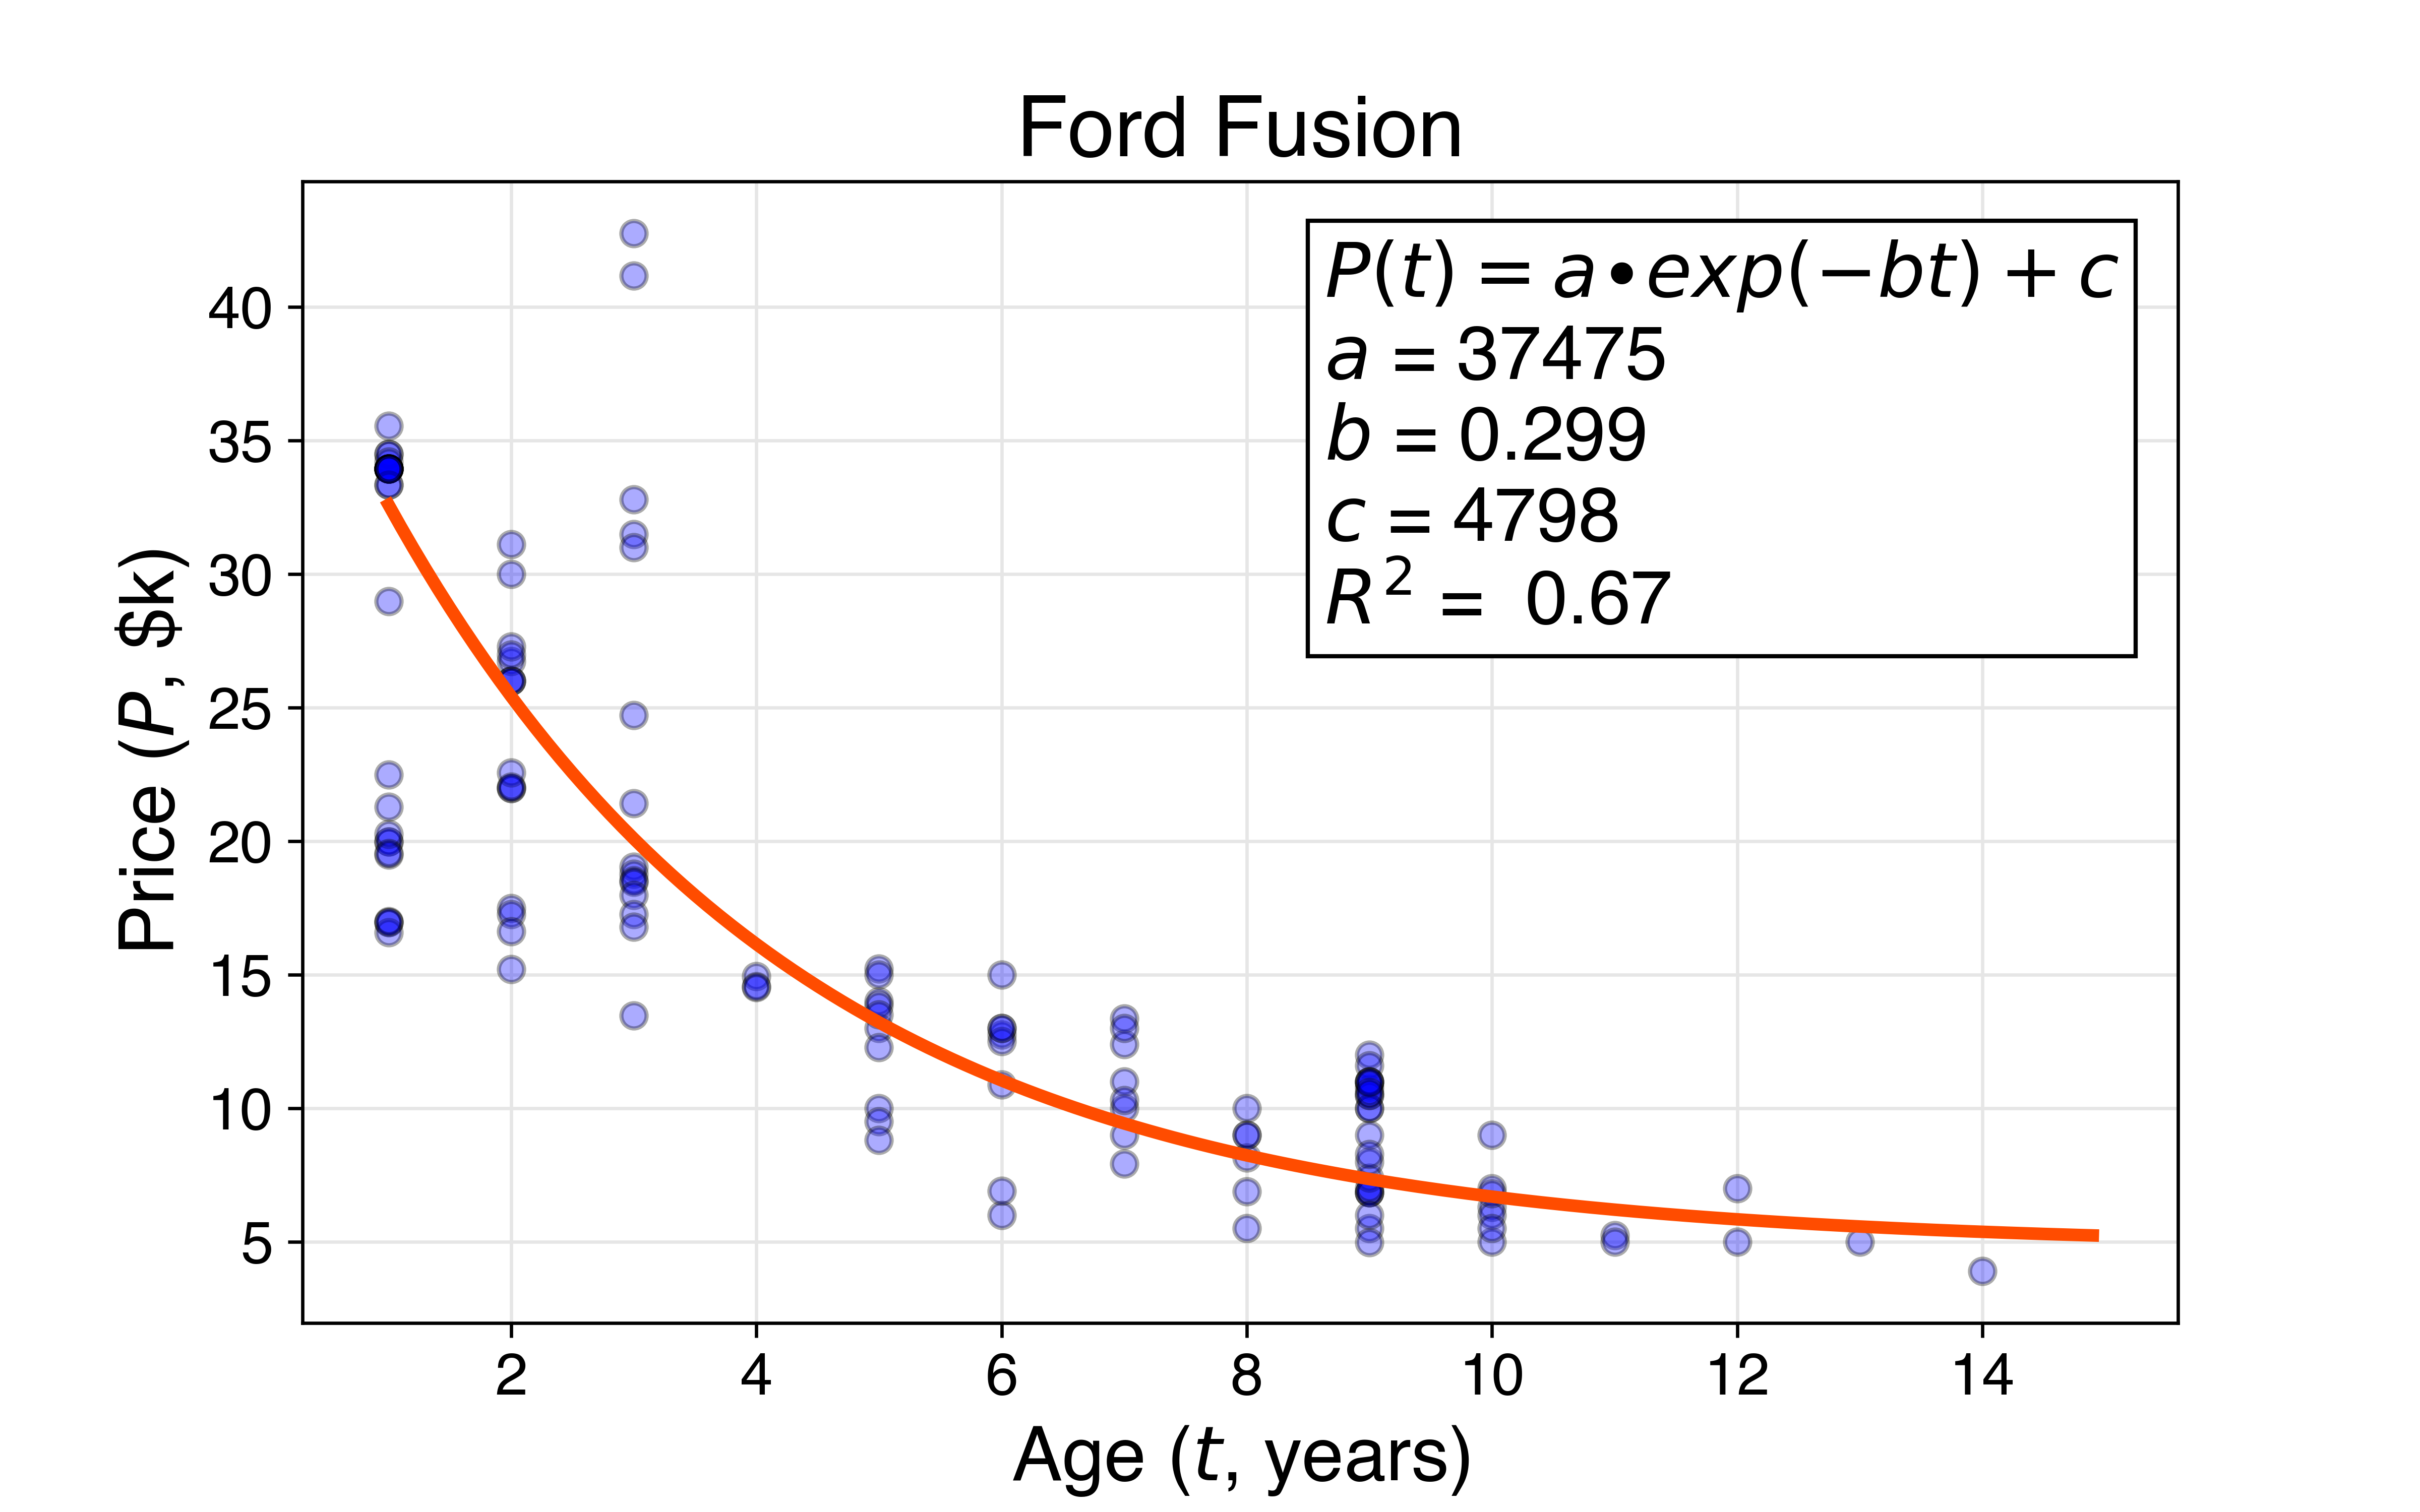 Ford Fusion
P(t) = a•exp(−bt) + c
a = 37475
b = 0.299
c = 4798
R² = 0.67
Price (P, $k)
40
35
30
25
20
15
10
5
2 4 6 8 10 12 14
Age (t, years)